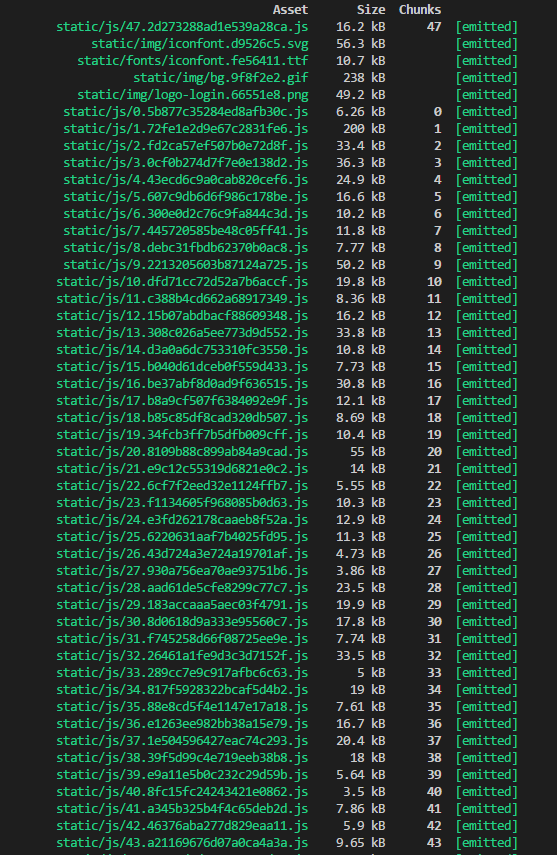 Asset Size Chunks
static/js/47.2d273288ad1e539a28ca.js 16.2 kB 47 [emitted]
static/img/iconfont.d9526c5.svg 56.3 kB [emitted]
static/fonts/iconfont.fe56411.ttf 10.7 kB [emitted]
static/img/bg.9f8f2e2.gif 238 kB [emitted]
static/img/logo-login.66551e8.png 49.2 kB [emitted]
static/js/0.5b877c35284ed8afb30c.js 6.26 kB 0 [emitted]
static/js/1.72fe1e2d9e67c2831fe6.js 200 kB 1 [emitted]
static/js/2.fd2ca57ef507b0e72d8f.js 33.4 kB 2 [emitted]
static/js/3.0cf0b274d7f7e0e138d2.js 36.3 kB 3 [emitted]
static/js/4.43ecd6c9a0cab820cef6.js 24.9 kB 4 [emitted]
static/js/5.607c9db6d6f986c178be.js 16.6 kB 5 [emitted]
static/js/6.300e0d2c76c9fa844c3d.js 10.2 kB 6 [emitted]
static/js/7.445720585be48c05ff41.js 11.8 kB 7 [emitted]
static/js/8.debc31fbdb62370b0ac8.js 7.77 kB 8 [emitted]
static/js/9.2213205603b87124a725.js 50.2 kB 9 [emitted]
static/js/10.dfd71cc72d52a7b6accf.js 19.8 kB 10 [emitted]
static/js/11.c388b4cd662a68917349.js 8.36 kB 11 [emitted]
static/js/12.15b07abdbacf88609348.js 16.2 kB 12 [emitted]
static/js/13.308c026a5ee773d9d552.js 33.8 kB 13 [emitted]
static/js/14.d3a0a6dc753310fc3550.js 10.8 kB 14 [emitted]
static/js/15.b040d61dceb0f559d433.js 7.73 kB 15 [emitted]
static/js/16.be37abf8d0ad9f636515.js 30.8 kB 16 [emitted]
static/js/17.b8a9cf507f6384092e9f.js 12.1 kB 17 [emitted]
static/js/18.b85c85df8cad320db507.js 8.69 kB 18 [emitted]
static/js/19.34fcb3ff7b5dfb009cff.js 10.4 kB 19 [emitted]
static/js/20.8109b88c899ab84a9cad.js 55 kB 20 [emitted]
static/js/21.e9c12c55319d6821e0c2.js 14 kB 21 [emitted]
static/js/22.6cf7f2eed32e1124ffb7.js 5.55 kB 22 [emitted]
static/js/23.f1134605f968085b0d63.js 10.3 kB 23 [emitted]
static/js/24.e3fd262178caaeb8f52a.js 12.9 kB 24 [emitted]
static/js/25.6220631aaf7b4025fd95.js 11.3 kB 25 [emitted]
static/js/26.43d724a3e724a19701af.js 4.73 kB 26 [emitted]
static/js/27.930a756ea70ae93751b6.js 3.86 kB 27 [emitted]
static/js/28.aad61de5cfe8299c77c7.js 23.5 kB 28 [emitted]
static/js/29.183accaaa5aec03f4791.js 19.9 kB 29 [emitted]
static/js/30.8d0618d9a333e95560c7.js 17.8 kB 30 [emitted]
static/js/31.f745258d66f08725ee9e.js 7.74 kB 31 [emitted]
static/js/32.26461a1fe9d3c3d7152f.js 33.5 kB 32 [emitted]
static/js/33.289cc7e9c917afbc6c63.js 5 kB 33 [emitted]
static/js/34.817f5928322bcaf5d4b2.js 19 kB 34 [emitted]
static/js/35.88e8cd5f4e1147e17a18.js 7.61 kB 35 [emitted]
static/js/36.e1263ee982bb38a15e79.js 16.7 kB 36 [emitted]
static/js/37.1e504596427eac74c293.js 20.4 kB 37 [emitted]
static/js/38.39f5d99c4e719eeb38b8.js 18 kB 38 [emitted]
static/js/39.e9a11e5b0c232c29d59b.js 5.64 kB 39 [emitted]
static/js/40.8fc15fc24243421e0862.js 3.5 kB 40 [emitted]
static/js/41.a345b325b4f4c65deb2d.js 7.86 kB 41 [emitted]
static/js/42.46376aba277d829eaa11.js 5.9 kB 42 [emitted]
static/js/43.a21169676d07a0ca4a3a.js 9.65 kB 43 [emitted]